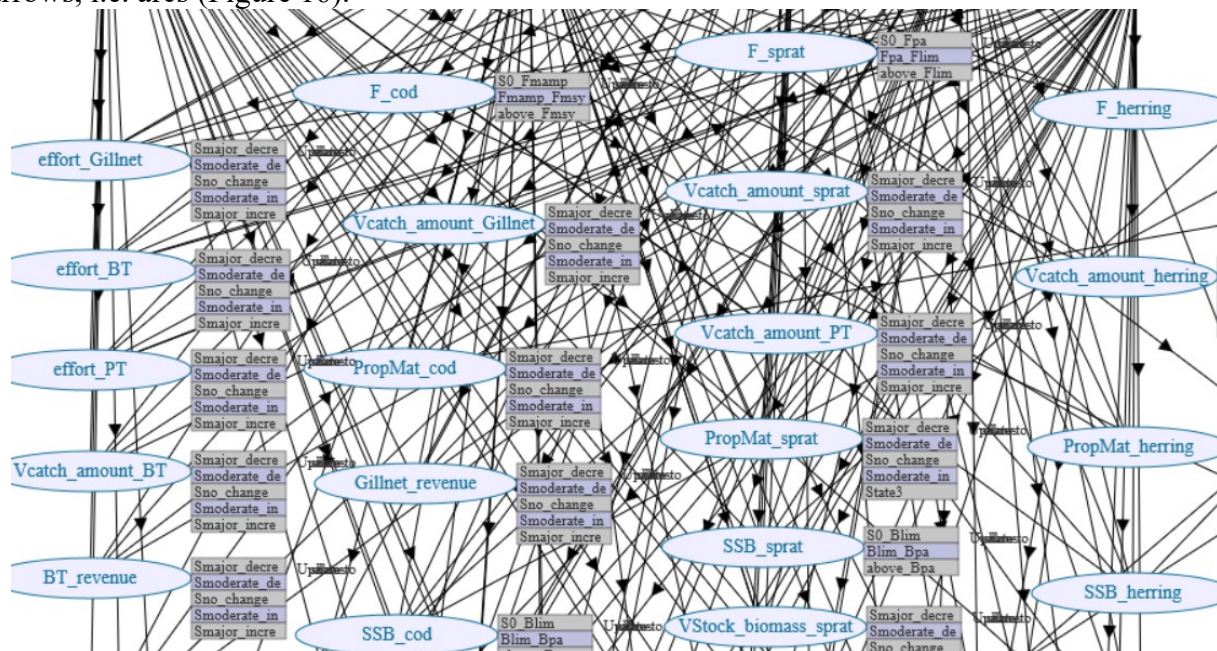 F_sprat
S0_Fpa
Fpa_Flim
above_Flim
F_cod
S0_Fmamp
Fmamp_Fmsy
above_Fmsy
F_herring
effort_Gillnet
Smajor_decre
Smoderate_de
Sno_change
Smoderate_in
Smajor_incre
Vcatch_amount_sprat
Smajor_decre
Smoderate_de
Sno_change
Smoderate_in
Smajor_incre
Vcatch_amount_Gillnet
Smajor_decre
Smoderate_de
Sno_change
Smoderate_in
Smajor_incre
effort_BT
Smajor_decre
Smoderate_de
Sno_change
Smoderate_in
Smajor_incre
Vcatch_amount_herring
Vcatch_amount_PT
Smajor_decre
Smoderate_de
Sno_change
Smoderate_in
Smajor_incre
effort_PT
Smajor_decre
Smoderate_de
Sno_change
Smoderate_in
Smajor_incre
PropMat_cod
Smajor_decre
Smoderate_de
Sno_change
Smoderate_in
Smajor_incre
PropMat_sprat
Smajor_decre
Smoderate_de
Sno_change
Smoderate_in
State3
PropMat_herring
Vcatch_amount_BT
Smajor_decre
Smoderate_de
Sno_change
Smoderate_in
Smajor_incre
Gillnet_revenue
Smajor_decre
Smoderate_de
Sno_change
Smoderate_in
Smajor_incre
SSB_sprat
S0_Blim
Blim_Bpa
above_Bpa
BT_revenue
Smajor_decre
Smoderate_de
Sno_change
Smoderate_in
Smajor_incre
SSB_herring
SSB_cod
S0_Blim
Blim_Bpa
VStock_biomass_sprat
Smajor_decre
Smoderate_de
Sno_change